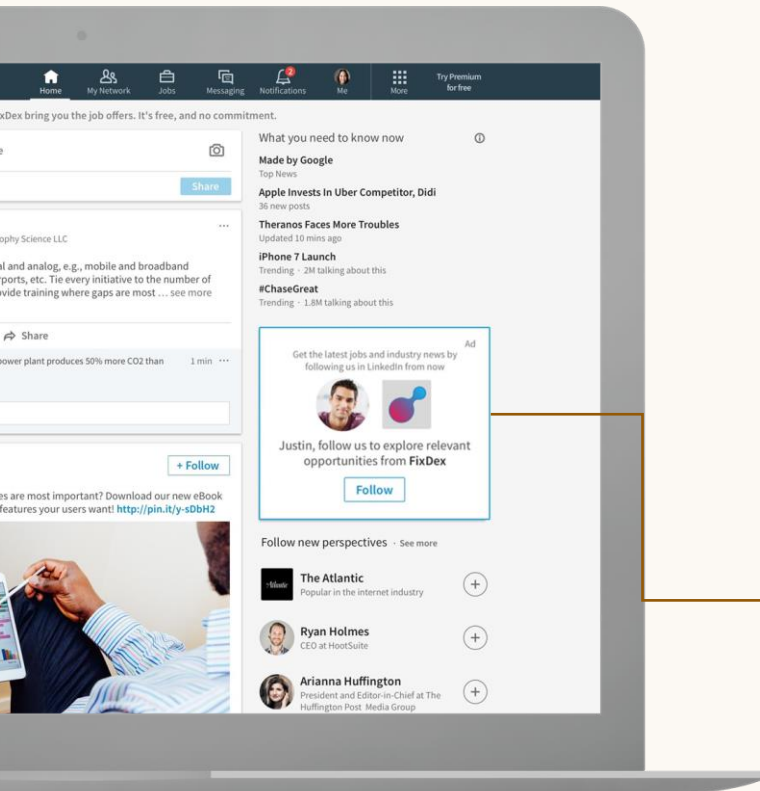 Home
My Network
Jobs
Messaging
2
Notifications
Me
More
Try Premium
for free
xDex bring you the job offers. It's free, and no commitment.
e
Share
...
ophy Science LLC
al and analog, e.g., mobile and broadband
rports, etc. Tie every initiative to the number of
ovide training where gaps are most … see more
Share
power plant produces 50% more CO2 than
1 min ...
+ Follow
es are most important? Download our new eBook
features your users want! http://pin.it/y-sDbH2
What you need to know now
Made by Google
Top News
Apple Invests In Uber Competitor, Didi
36 new posts
Theranos Faces More Troubles
Updated 10 mins ago
iPhone 7 Launch
Trending · 2M talking about this
#ChaseGreat
Trending · 1.8M talking about this
Ad
Get the latest jobs and industry news by
following us in LinkedIn from now
Justin, follow us to explore relevant
opportunities from FixDex
Follow
Follow new perspectives · See more
Atlantic
The Atlantic
Popular in the internet industry
Ryan Holmes
CEO at HootSuite
Arianna Huffington
President and Editor-in-Chief at The
Huffington Post Media Group